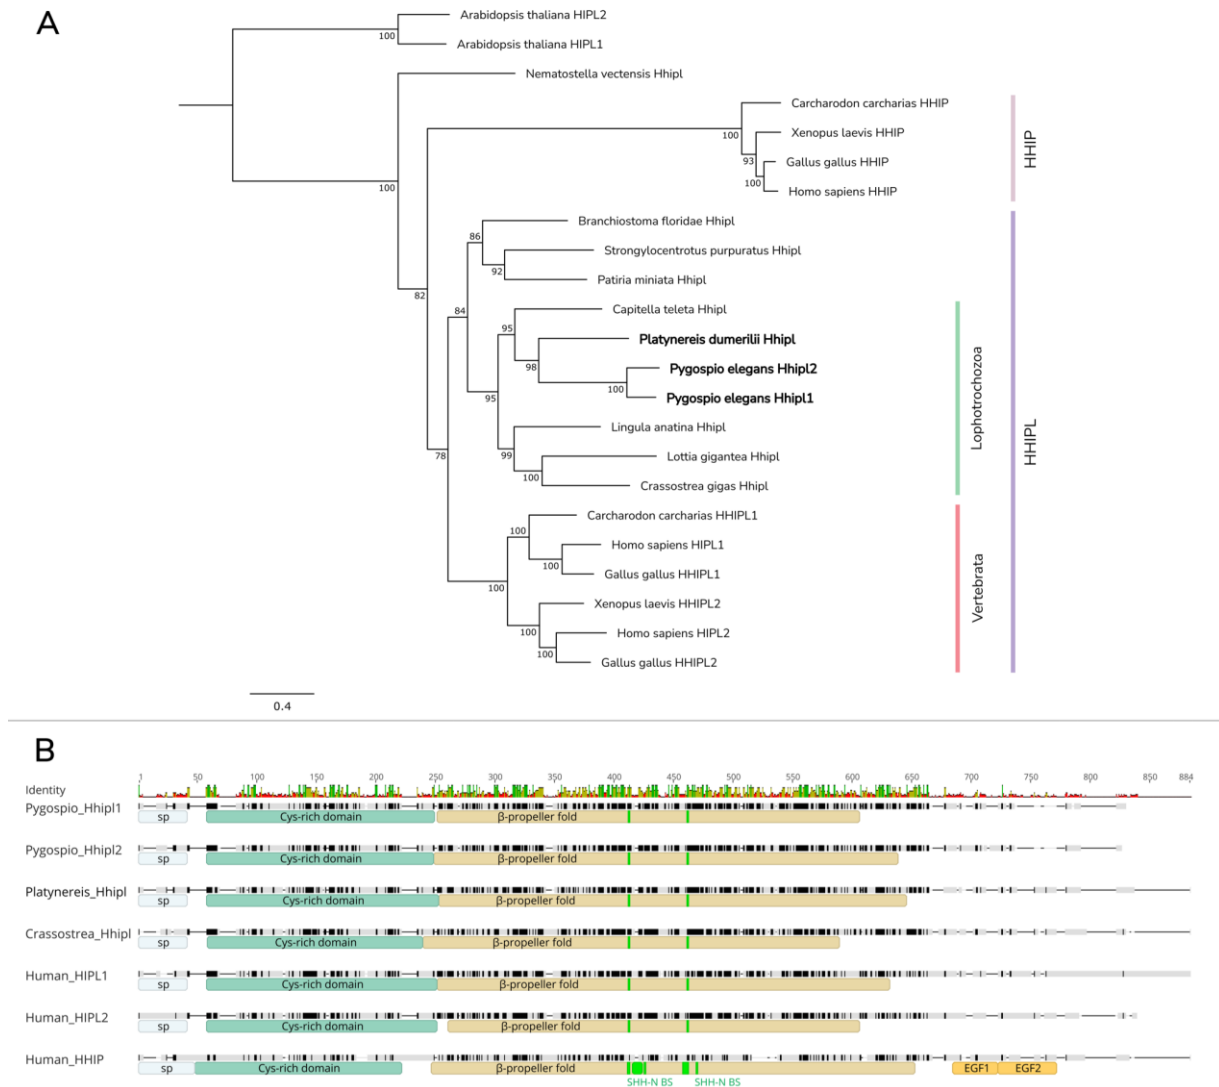 A
Arabidopsis thaliana HIPL2
100
Arabidopsis thaliana HIPL1
Nematostella vectensis Hhipl
Carcharodon carcharias HHIP
100
Xenopus laevis HHIP
93
Gallus gallus HHIP
100
100
Homo sapiens HHIP
HHIP
Branchiostoma floridae Hhipl
86
Strongylocentrotus purpuratus Hhipl
92
Patiria miniata Hhipl
82
84
Capitella teleta Hhipl
95
Platynereis dumerilii Hhipl
98
Pygospio elegans Hhipl2
100
95
Pygospio elegans Hhipl1
Lingula anatina Hhipl
99
78
Lottia gigantea Hhipl
100
Crassostrea gigas Hhipl
Lophotrochozoa
HHIPL
Carcharodon carcharias HHIPL1
100
Homo sapiens HIPL1
100
Gallus gallus HHIPL1
100
Xenopus laevis HHIPL2
100
Homo sapiens HIPL2
100
Gallus gallus HHIPL2
Vertebrata
0.4
B
1 50 100 150 200 250 300 350 400 450 500 550 600 650 700 750 800 850 884
Identity
Pygospio_Hhipl1
sp Cys-rich domain β-propeller fold
Pygospio_Hhipl2
sp Cys-rich domain β-propeller fold
Platynereis_Hhipl
sp Cys-rich domain β-propeller fold
Crassostrea_Hhipl
sp Cys-rich domain β-propeller fold
Human_HIPL1
sp Cys-rich domain β-propeller fold
Human_HIPL2
sp Cys-rich domain β-propeller fold
Human_HHIP
sp Cys-rich domain β-propeller fold EGF1 EGF2
SHH-N BS SHH-N BS